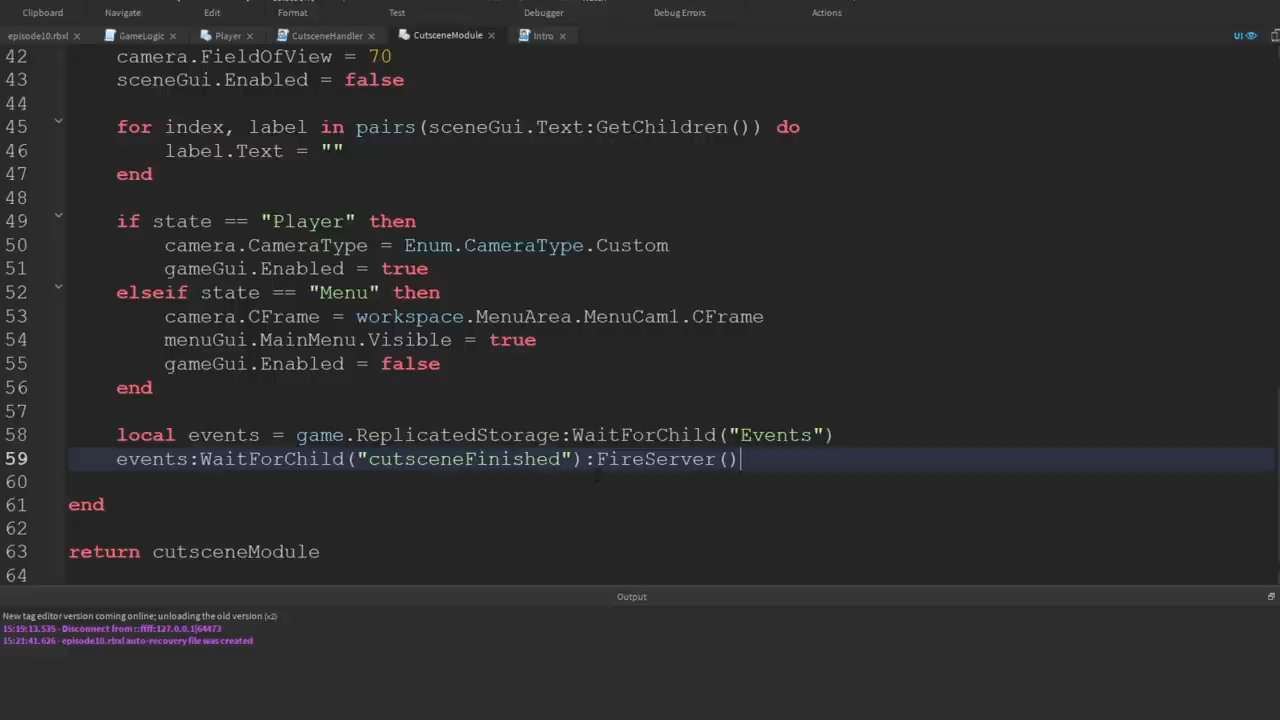 Clipboard Navigate Edit Format Test Debugger Debug Errors Actions
episode10.rbxl GameLogic Player CutsceneHandler CutsceneModule Intro UI
42 camera.FieldOfView = 70
43 sceneGui.Enabled = false
44
45 for index, label in pairs(sceneGui.Text:GetChildren()) do
46 label.Text = ""
47 end
48
49 if state == "Player" then
50 camera.CameraType = Enum.CameraType.Custom
51 gameGui.Enabled = true
52 elseif state == "Menu" then
53 camera.CFrame = workspace.MenuArea.MenuCam1.CFrame
54 menuGui.MainMenu.Visible = true
55 gameGui.Enabled = false
56 end
57
58 local events = game.ReplicatedStorage:WaitForChild("Events")
59 events:WaitForChild("cutsceneFinished"):FireServer()
60
61 end
62
63 return cutsceneModule
64
Output
New tag editor version coming online; unloading the old version (x2)
15:19:13.535 - Disconnect from ::ffff:127.0.0.1|64473
15:21:41.626 - episode10.rbxl auto-recovery file was created